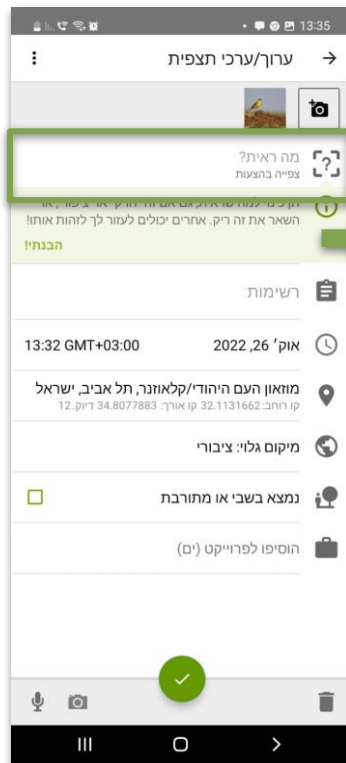 13:35
ערוך/ערכי תצפית
מה ראית?
צפייה בהצעות
השאר את זה ריק. אחרים יכולים לעזור לך לזהות אותו!
הבנתי!
רשימות
אוק׳ 26, 2022 13:32 GMT+03:00
מוזאון העם היהודי/קלאוזנר, תל אביב, ישראל
קו רוחב: 32.1131662 קו אורך: 34.8077883 דיוק: 12
מיקום גלוי: ציבורי
נמצא בשבי או מתורבת
הוסיפו לפרוייקט (ים)